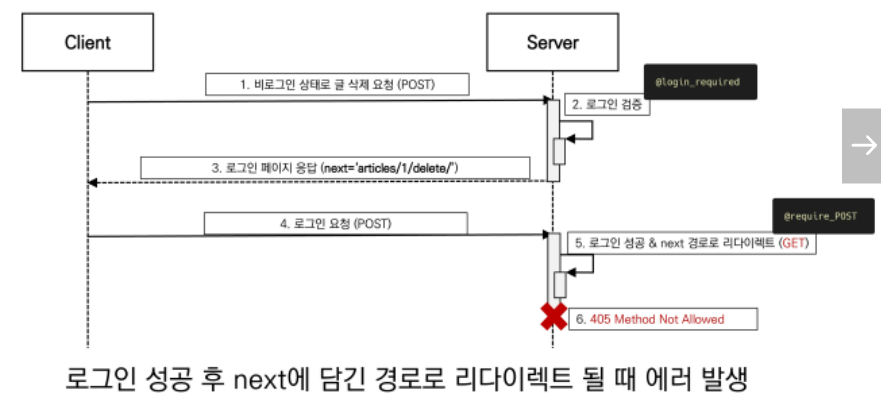 Client
Server
@login_required
1. 비로그인 상태로 글 삭제 요청 (POST)
2. 로그인 검증
3. 로그인 페이지 응답 (next='articles/1/delete/')
@require_POST
4. 로그인 요청 (POST)
5. 로그인 성공 & next 경로로 리다이렉트 (GET)
6. 405 Method Not Allowed
로그인 성공 후 next에 담긴 경로로 리다이렉트 될 때 에러 발생